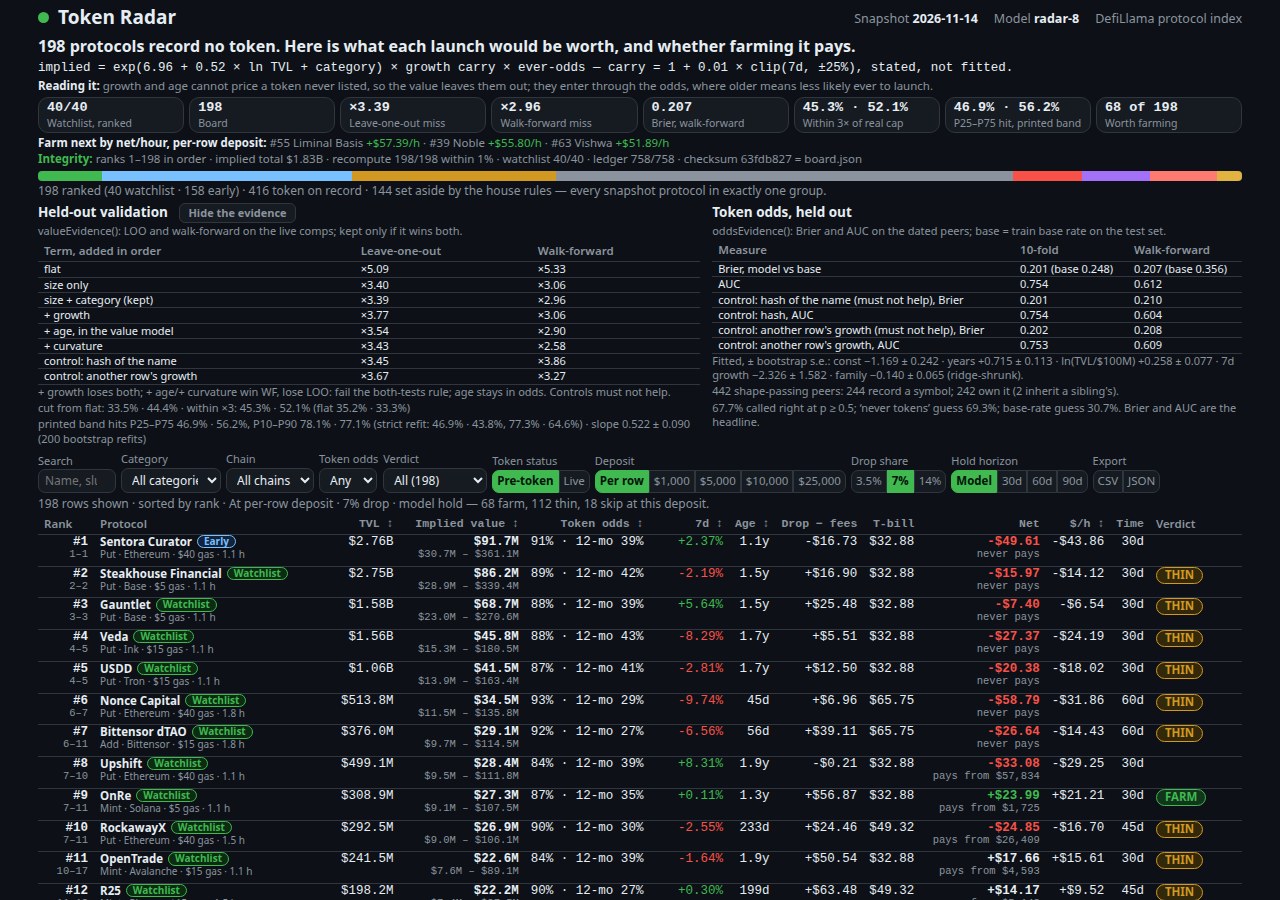 Token Radar
Snapshot 2026-11-14 Model radar-8 DefiLlama protocol index
198 protocols record no token. Here is what each launch would be worth, and whether farming it pays.
implied = exp(6.96 + 0.52 × ln TVL + category) × growth carry × ever-odds — carry = 1 + 0.01 × clip(7d, ±25%), stated, not fitted.
Reading it: growth and age cannot price a token never listed, so the value leaves them out; they enter through the odds, where older means less likely ever to launch.
40/40 198 ×3.39 ×2.96 0.207 45.3% · 52.1% 46.9% · 56.2% 68 of 198
Watchlist, ranked Board Leave-one-out miss Walk-forward miss Brier, walk-forward Within 3× of real cap P25–P75 hit, printed band Worth farming
Farm next by net/hour, per-row deposit: #55 Liminal Basis +$57.39/h · #39 Noble +$55.80/h · #63 Vishwa +$51.89/h
Integrity: ranks 1–198 in order · implied total $1.83B · recompute 198/198 within 1% · watchlist 40/40 · ledger 758/758 · checksum 63fdb827 = board.json
198 ranked (40 watchlist · 158 early) · 416 token on record · 144 set aside by the house rules — every snapshot protocol in exactly one group.
Held-out validation Hide the evidence
valueEvidence(): LOO and walk-forward on the live comps; kept only if it wins both.
Term, added in order Leave-one-out Walk-forward
flat ×5.09 ×5.33
size only ×3.40 ×3.06
size + category (kept) ×3.39 ×2.96
+ growth ×3.77 ×3.06
+ age, in the value model ×3.54 ×2.90
+ curvature ×3.43 ×2.58
control: hash of the name ×3.45 ×3.86
control: another row's growth ×3.67 ×3.27
+ growth loses both; + age/+ curvature win WF, lose LOO: fail the both-tests rule; age stays in odds. Controls must not help.
cut from flat: 33.5% · 44.4% · within ×3: 45.3% · 52.1% (flat 35.2% · 33.3%)
printed band hits P25–P75 46.9% · 56.2%, P10–P90 78.1% · 77.1% (strict refit: 46.9% · 43.8%, 77.3% · 64.6%) · slope 0.522 ± 0.090
(200 bootstrap refits)
Token odds, held out
oddsEvidence(): Brier and AUC on the dated peers; base = train base rate on the test set.
Measure 10-fold Walk-forward
Brier, model vs base 0.201 (base 0.248) 0.207 (base 0.356)
AUC 0.754 0.612
control: hash of the name (must not help), Brier 0.201 0.210
control: hash, AUC 0.754 0.604
control: another row's growth (must not help), Brier 0.202 0.208
control: another row's growth, AUC 0.753 0.609
Fitted, ± bootstrap s.e.: const −1.169 ± 0.242 · years +0.715 ± 0.113 · ln(TVL/$100M) +0.258 ± 0.077 · 7d
growth −2.326 ± 1.582 · family −0.140 ± 0.065 (ridge-shrunk).
442 shape-passing peers: 244 record a symbol; 242 own it (2 inherit a sibling's).
67.7% called right at p ≥ 0.5; ‘never tokens’ guess 69.3%; base-rate guess 30.7%. Brier and AUC are the
headline.
Search Category Chain Token odds Verdict Token status Deposit Drop share Hold horizon Export
Name, slu All categorie All chains Any All (198) Pre-token Live Per row $1,000 $5,000 $10,000 $25,000 3.5% 7% 14% Model 30d 60d 90d CSV JSON
198 rows shown · sorted by rank · At per-row deposit · 7% drop · model hold — 68 farm, 112 thin, 18 skip at this deposit.
Rank Protocol TVL ↕ Implied value ↕ Token odds ↕ 7d ↕ Age ↕ Drop − fees T-bill Net $/h ↕ Time Verdict
#1 Sentora Curator Early $2.76B $91.7M 91% · 12-mo 39% +2.37% 1.1y -$16.73 $32.88 -$49.61 -$43.86 30d
1–1 Put · Ethereum · $40 gas · 1.1 h $30.7M – $361.1M never pays
#2 Steakhouse Financial Watchlist $2.75B $86.2M 89% · 12-mo 42% -2.19% 1.5y +$16.90 $32.88 -$15.97 -$14.12 30d THIN
2–2 Put · Base · $5 gas · 1.1 h $28.9M – $339.4M never pays
#3 Gauntlet Watchlist $1.58B $68.7M 88% · 12-mo 39% +5.64% 1.5y +$25.48 $32.88 -$7.40 -$6.54 30d THIN
3–3 Put · Base · $5 gas · 1.1 h $23.0M – $270.6M never pays
#4 Veda Watchlist $1.56B $45.8M 88% · 12-mo 43% -8.29% 1.7y +$5.51 $32.88 -$27.37 -$24.19 30d THIN
4–5 Put · Ink · $15 gas · 1.1 h $15.3M – $180.5M never pays
#5 USDD Watchlist $1.06B $41.5M 87% · 12-mo 41% -2.81% 1.7y +$12.50 $32.88 -$20.38 -$18.02 30d THIN
4–5 Put · Tron · $15 gas · 1.1 h $13.9M – $163.4M never pays
#6 Nonce Capital Watchlist $513.8M $34.5M 93% · 12-mo 29% -9.74% 45d +$6.96 $65.75 -$58.79 -$31.86 60d THIN
6–7 Put · Ethereum · $40 gas · 1.8 h $11.5M – $135.8M never pays
#7 Bittensor dTAO Watchlist $376.0M $29.1M 92% · 12-mo 27% -6.56% 56d +$39.11 $65.75 -$26.64 -$14.43 60d THIN
6–11 Add · Bittensor · $15 gas · 1.8 h $9.7M – $114.5M never pays
#8 Upshift Watchlist $499.1M $28.4M 84% · 12-mo 39% +8.31% 1.9y -$0.21 $32.88 -$33.08 -$29.25 30d
7–10 Put · Ethereum · $40 gas · 1.1 h $9.5M – $111.8M pays from $57,834
#9 OnRe Watchlist $308.9M $27.3M 87% · 12-mo 35% +0.11% 1.3y +$56.87 $32.88 +$23.99 +$21.21 30d FARM
7–11 Mint · Solana · $5 gas · 1.1 h $9.1M – $107.5M pays from $1,725
#10 RockawayX Watchlist $292.5M $26.9M 90% · 12-mo 30% -2.55% 233d +$24.46 $49.32 -$24.85 -$16.70 45d THIN
7–11 Put · Ethereum · $40 gas · 1.5 h $9.0M – $106.1M pays from $26,409
#11 OpenTrade Watchlist $241.5M $22.6M 84% · 12-mo 39% -1.64% 1.9y +$50.54 $32.88 +$17.66 +$15.61 30d THIN
10–17 Mint · Avalanche · $15 gas · 1.1 h $7.6M – $89.1M pays from $4,593
#12 R25 Watchlist $198.2M $22.2M 90% · 12-mo 27% +0.30% 199d +$63.48 $49.32 +$14.17 +$9.52 45d THIN